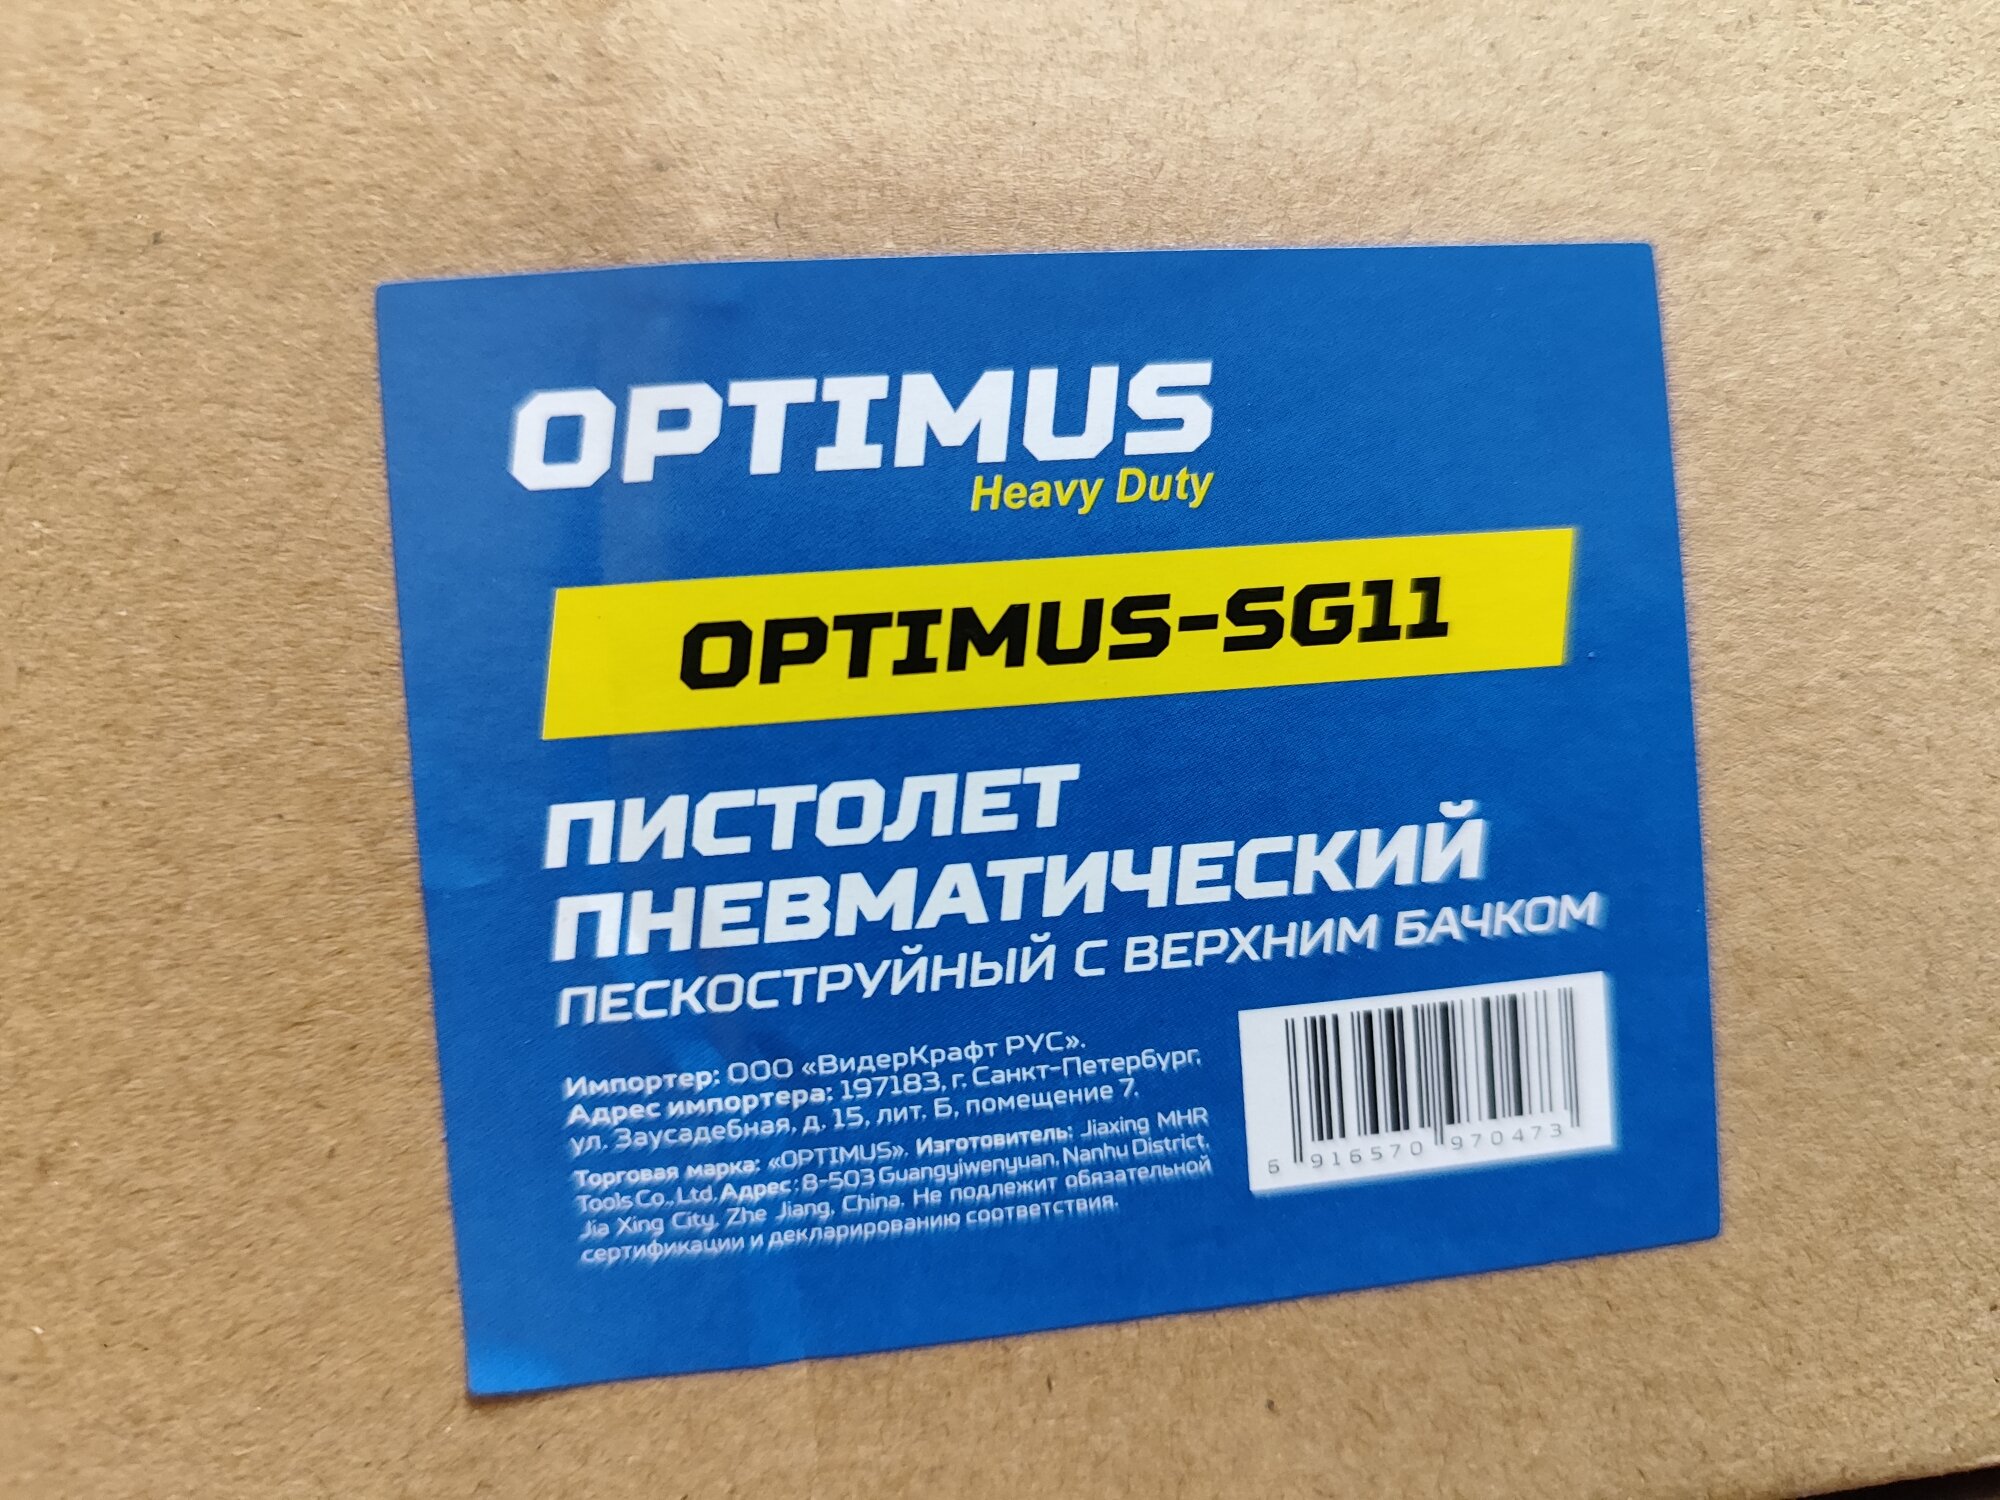 OPTIMUS
Heavy Duty
OPTIMUS-SG11
ПИСТОЛЕТ
ПНЕВМАТИЧЕСКИЙ
ПЕСКОСТРУЙНЫЙ С ВЕРХНИМ БАЧКОМ
Импортер: ООО «ВидерКрафт РУС».
Адрес импортера: 197183, г. Санкт-Петербург,
ул. Заусадебная, д. 15, лит. Б, помещение 7.
Торговая марка: «OPTIMUS». Изготовитель: Jiaxing MHR
Tools Co., Ltd. Адрес: B-503 Guangyiwenyuan, Nanhu District,
Jia Xing City, Zhe Jiang, China. Не подлежит обязательной
сертификации и декларированию соответствия.
6 916570 970473